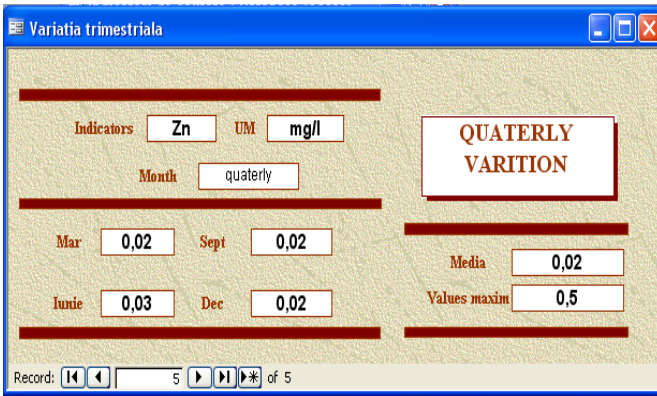 Variatia trimestriala
Indicators Zn UM mg/l
Month quaterly
QUATERLY
VARITION
Mar 0,02 Sept 0,02
Iunie 0,03 Dec 0,02
Media 0,02
Values maxim 0,5
Record: 5 of 5